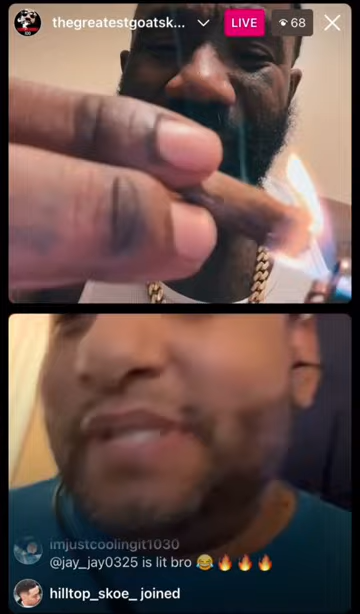 thegreatestgoatsk...
LIVE
68
imjustcoolingit1030
@jay_jay0325 is lit bro 😂🔥🔥🔥
hilltop_skoe_ joined